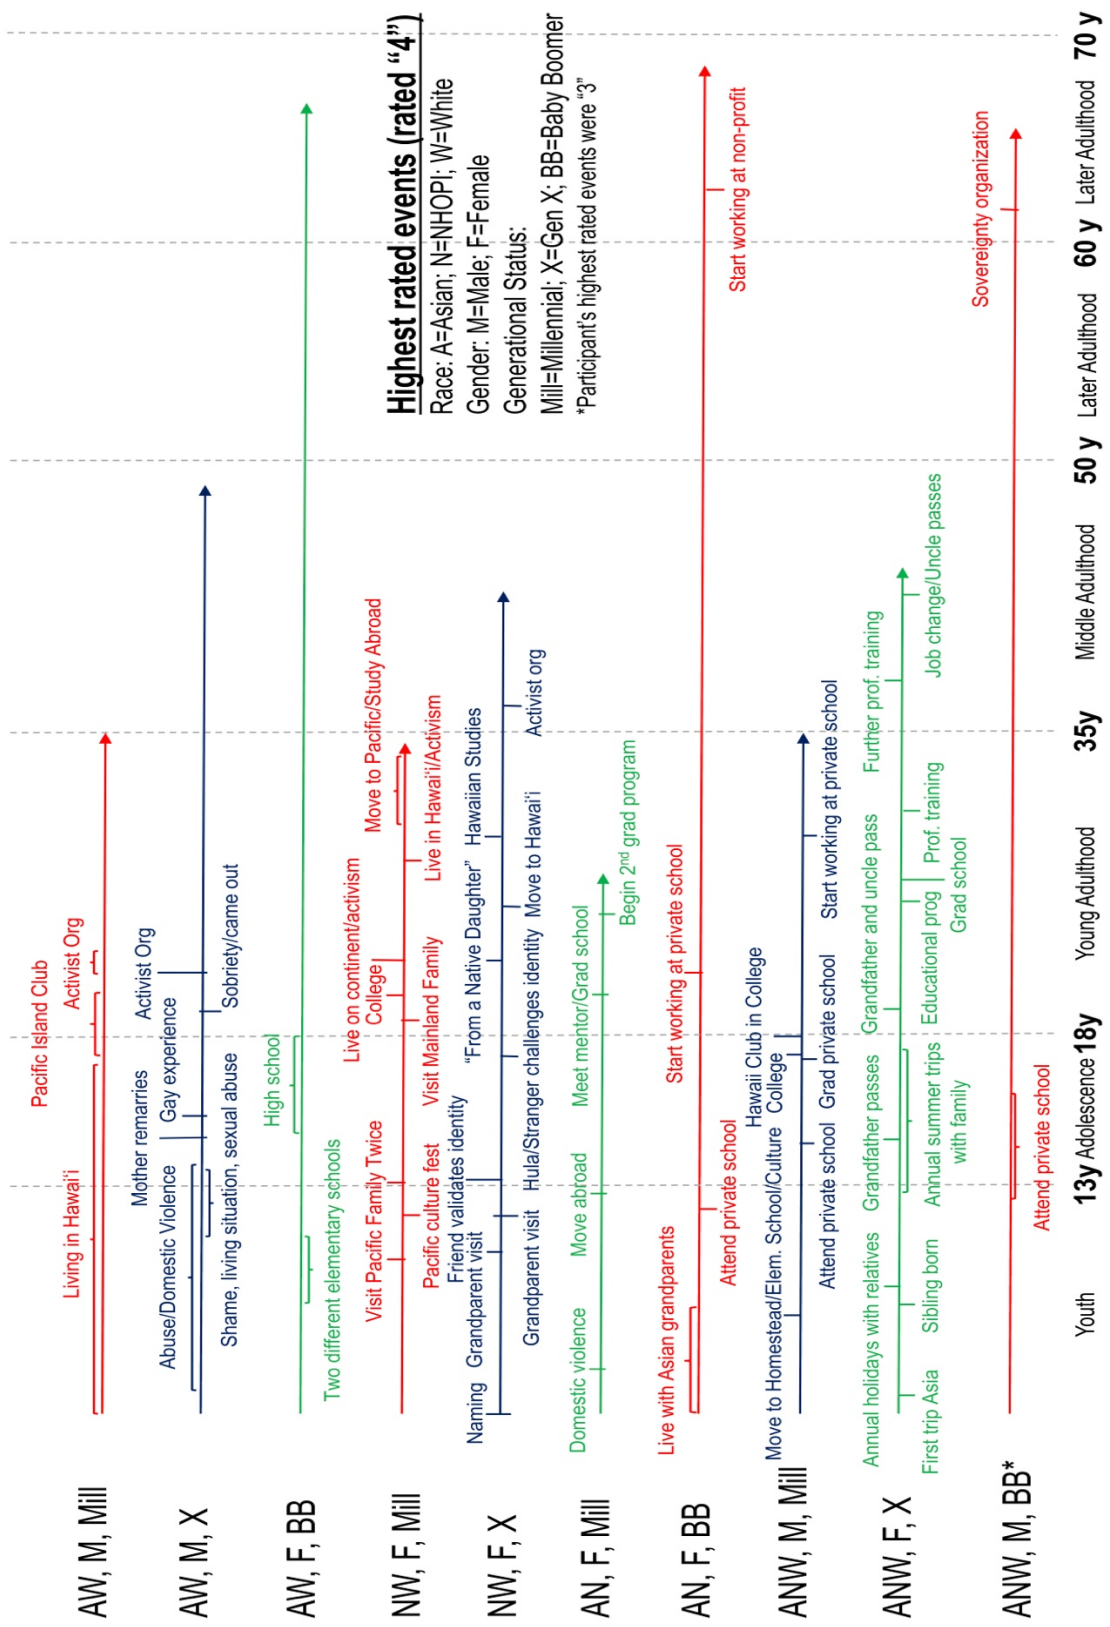 AW, M, Mill
Living in Hawai'i
Pacific Island Club
Activist Org
AW, M, X
Abuse/Domestic Violence
Mother remarries
Gay experience
Activist Org
Shame, living situation, sexual abuse
Sobriety/came out
AW, F, BB
Two different elementary schools
High school
NW, F, Mill
Visit Pacific Family Twice
Live on continent/activism
College
Move to Pacific/Study Abroad
Pacific culture fest
Visit Mainland Family
Live in Hawai'i/Activism
NW, F, X
Friend validates identity
Naming
Grandparent visit
"From a Native Daughter"
Hawaiian Studies
Grandparent visit
Hula/Stranger challenges identity
Move to Hawai'i
Activist org
AN, F, Mill
Domestic violence
Move abroad
Meet mentor/Grad school
Begin 2nd grad program
AN, F, BB
Live with Asian grandparents
Start working at private school
Attend private school
Start working at non-profit
ANW, M, Mill
Hawaii Club in College
Move to Homestead/Elem. School/Culture
College
Attend private school
Grad private school
Start working at private school
ANW, F, X
Annual holidays with relatives
Grandfather passes
Grandfather and uncle pass
Further prof. training
First trip Asia
Sibling born
Annual summer trips
with family
Educational prog
Prof. training
Grad school
Job change/Uncle passes
ANW, M, BB*
Sovereignty organization
Attend private school
Highest rated events (rated "4")
Race: A=Asian; N=NHOPI; W=White
Gender: M=Male; F=Female
Generational Status:
Mill=Millennial; X=Gen X; BB=Baby Boomer
*Participant's highest rated events were "3"
Youth 13y Adolescence 18y Young Adulthood 35y Middle Adulthood 50 y Later Adulthood 60 y Later Adulthood 70 y